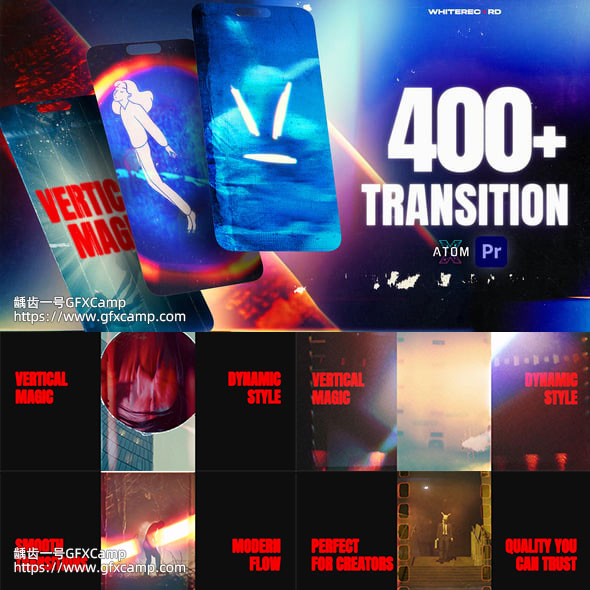 WHITEREC RD
400+
TRANSITION
ATOM
X
Pr
VERTIC
MAG
龋齿一号GFXCamp
https://www.gfxcamp.com
VERTICAL
MAGIC
DYNAMIC
STYLE
VERTICAL
MAGIC
DYNAMIC
STYLE
SMOOTH
龋齿一号GFXCamp
https://www.gfxcamp.com
MODERN
FLOW
PERFECT
FOR CREATORS
QUALITY YOU
CAN TRUST